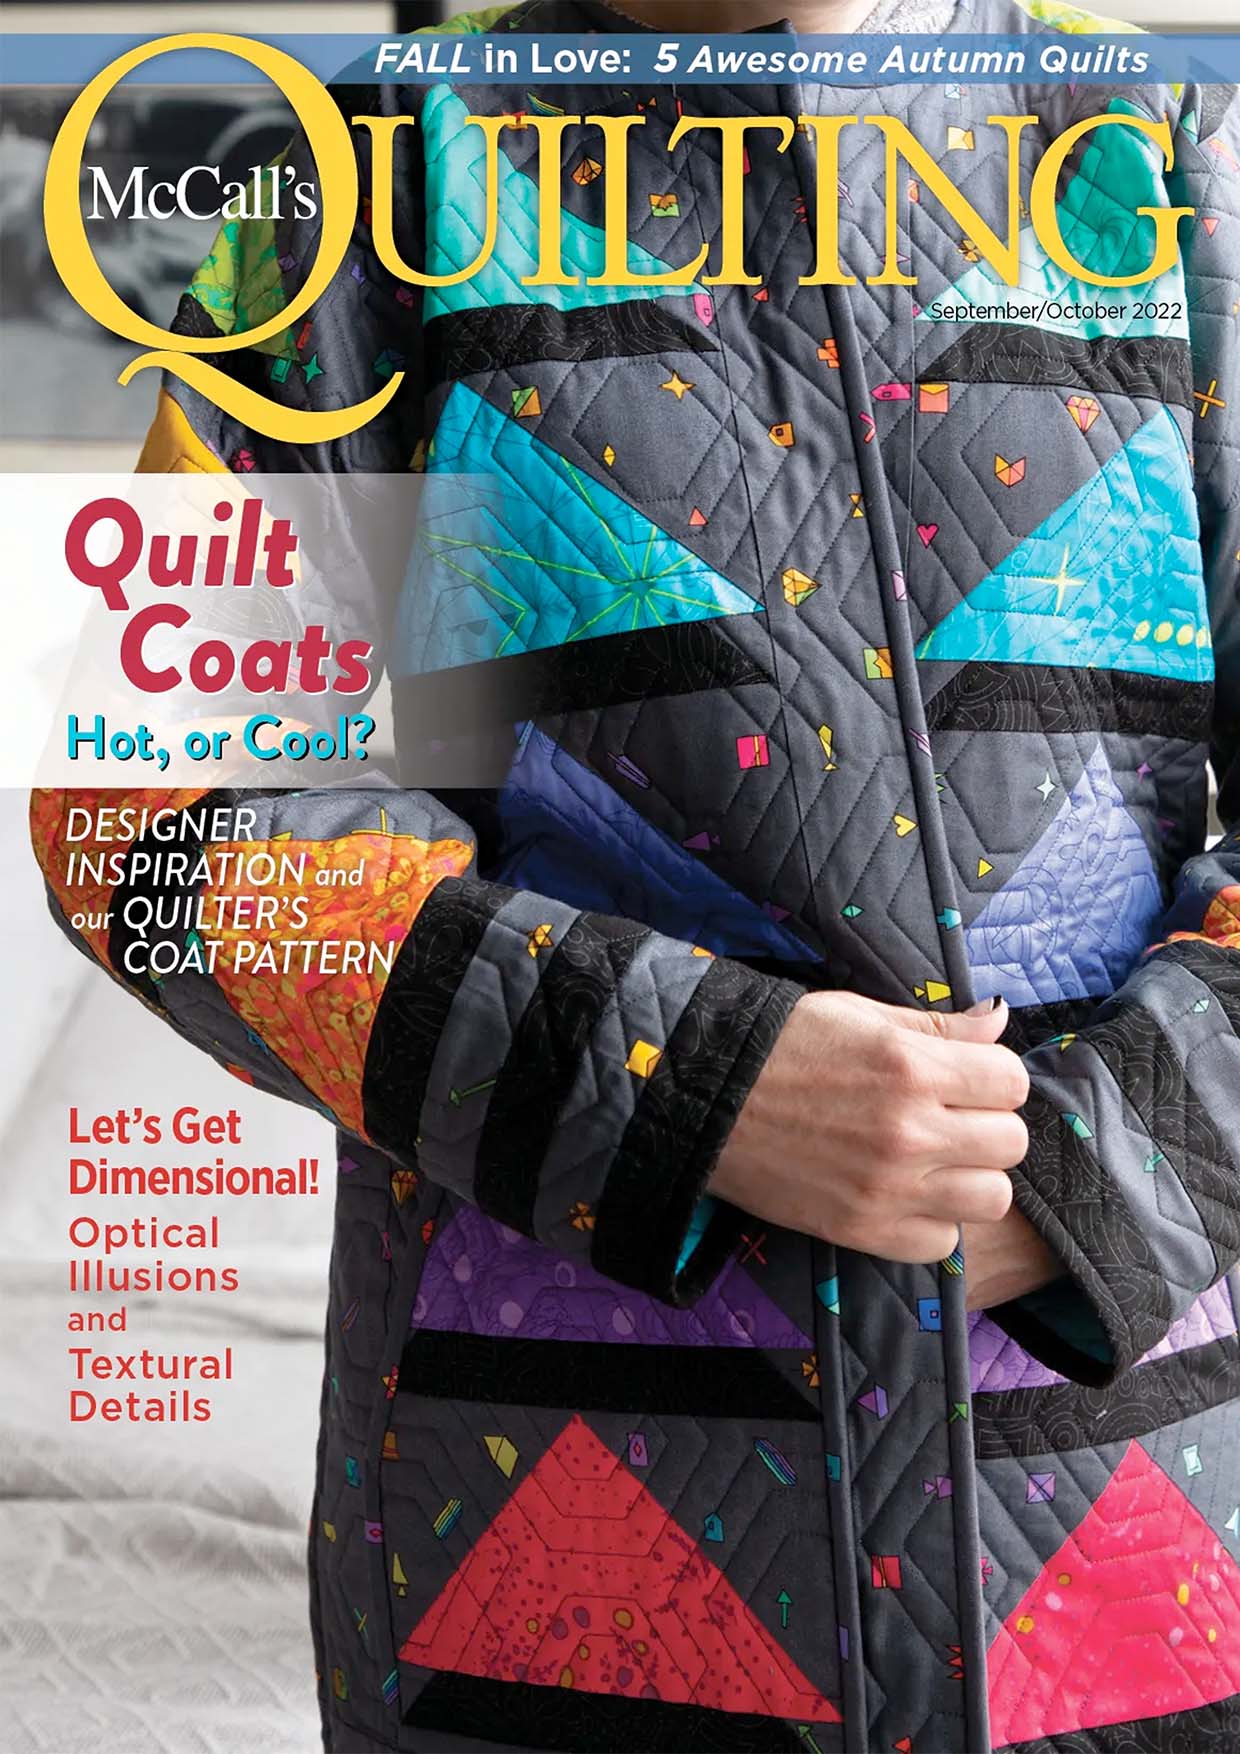 FALL in Love: 5 Awesome Autumn Quilts
McCall's
QUILTING
September/October 2022
Quilt
Coats
Hot, or Cool?
DESIGNER
INSPIRATION and
our QUILTER'S
COAT PATTERN
Let's Get
Dimensional!
Optical
Illusions
and
Textural
Details